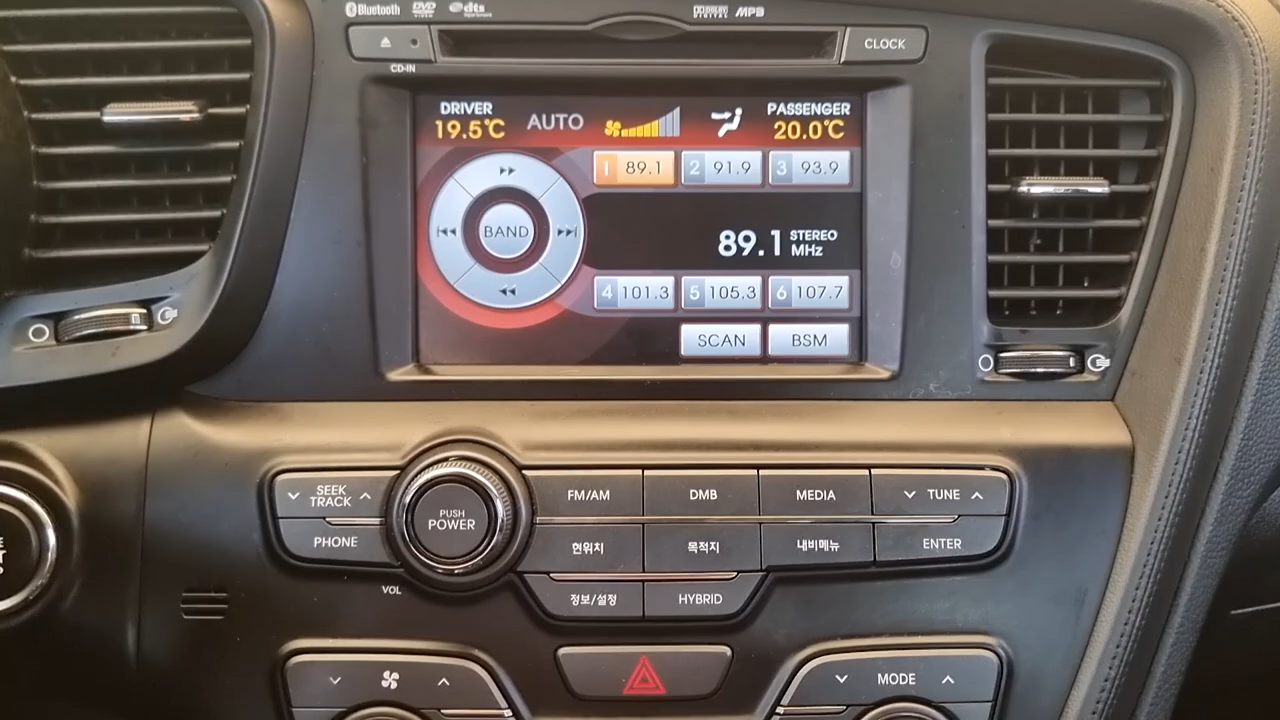 Bluetooth DVD VIDEO dts DOLBY DIGITAL MP3
CLOCK
CD-IN
DRIVER
19.5℃
AUTO
PASSENGER
20.0℃
1 89.1
2 91.9
3 93.9
BAND
89.1 STEREO
MHz
4 101.3
5 105.3
6 107.7
SCAN
BSM
SEEK
TRACK
PUSH
POWER
FM/AM
DMB
MEDIA
TUNE
PHONE
현위치
목적지
내비메뉴
ENTER
VOL
정보/설정
HYBRID
MODE